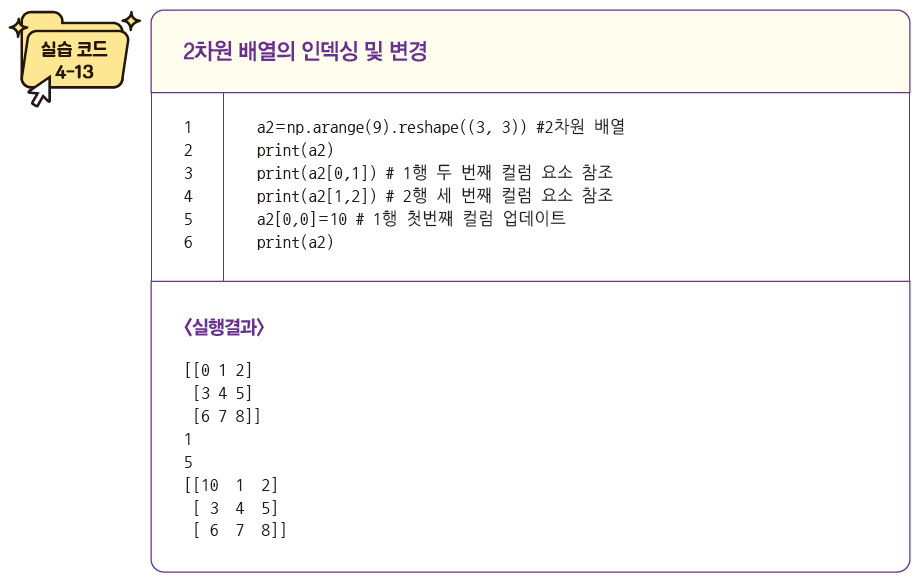 실습 코드
4-13
2차원 배열의 인덱싱 및 변경
1 a2=np.arange(9).reshape((3, 3)) #2차원 배열
2 print(a2)
3 print(a2[0,1]) # 1행 두 번째 컬럼 요소 참조
4 print(a2[1,2]) # 2행 세 번째 컬럼 요소 참조
5 a2[0,0]=10 # 1행 첫번째 컬럼 업데이트
6 print(a2)
〈실행결과〉
[[0 1 2]
 [3 4 5]
 [6 7 8]]
1
5
[[10  1  2]
 [ 3  4  5]
 [ 6  7  8]]